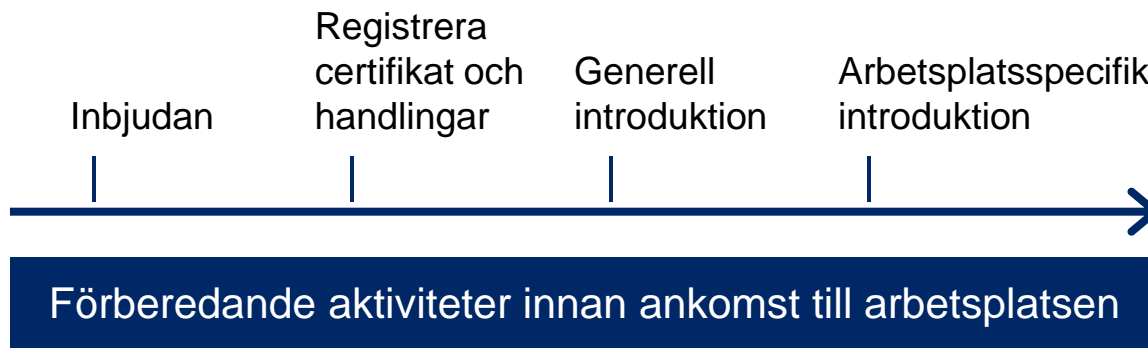 Inbjudan
Registrera
certifikat och
handlingar
Generell
introduktion
Arbetsplatsspecifik
introduktion
Förberedande aktiviteter innan ankomst till arbetsplatsen